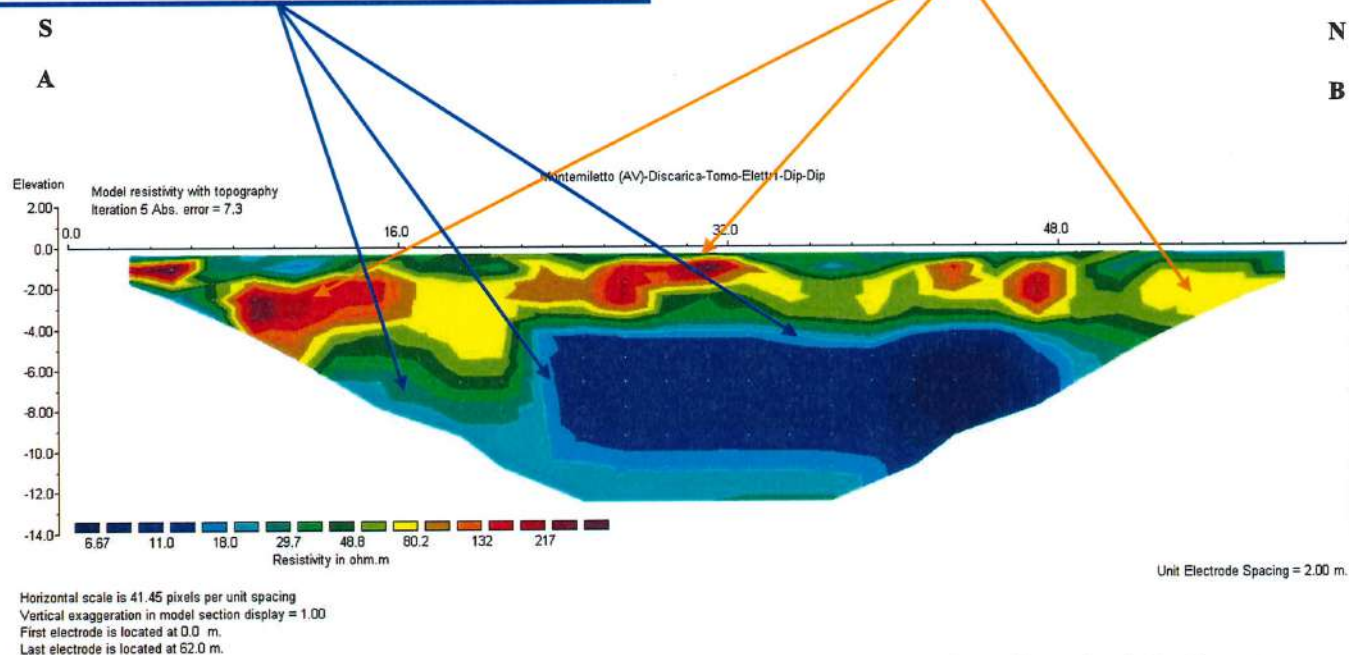 S N
A B
Montemiletto (AV)-Discarica-Tomo-Elettri-Dip-Dip
Elevation
Model resistivity with topography
Iteration 5 Abs. error = 7.3
2.00
0.0 16.0 32.0 48.0
0.0
-2.00
-4.00
-6.00
-8.00
-10.0
-12.0
-14.0
6.67 11.0 18.0 29.7 48.8 80.2 132 217
Resistivity in ohm.m
Unit Electrode Spacing = 2.00 m.
Horizontal scale is 41.45 pixels per unit spacing
Vertical exaggeration in model section display = 1.00
First electrode is located at 0.0 m.
Last electrode is located at 62.0 m.